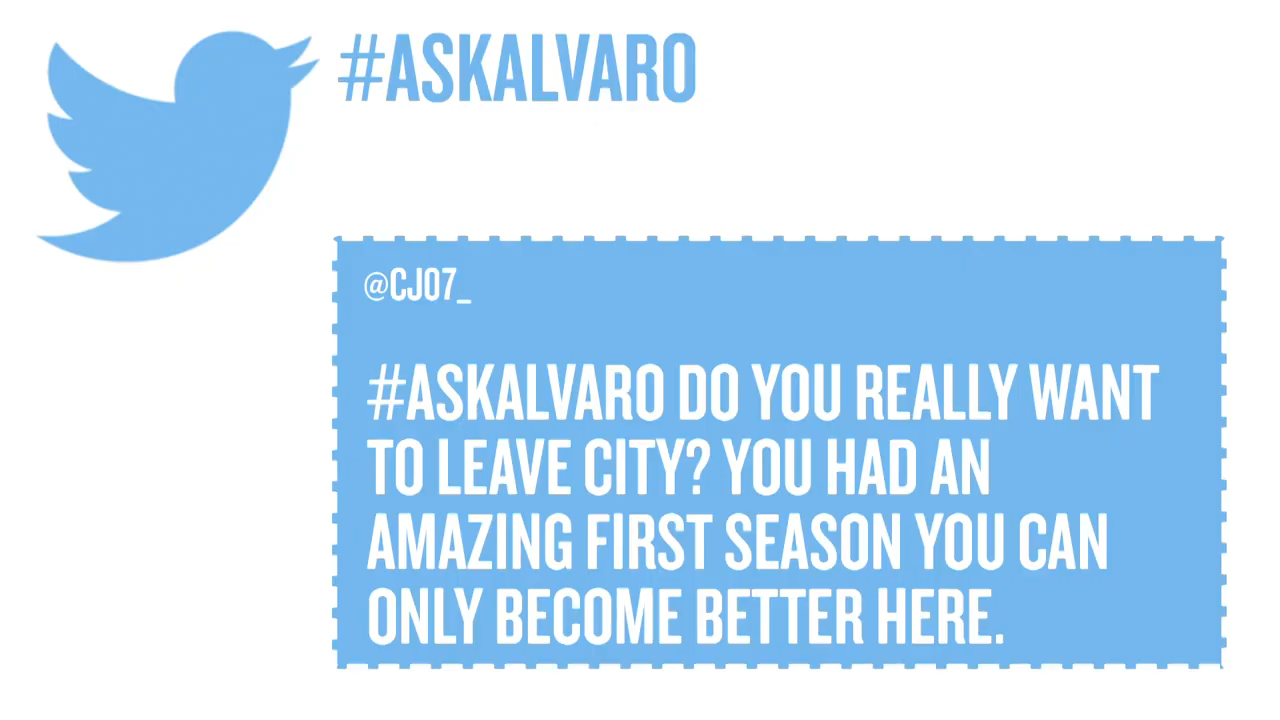 #ASKALVARO
@CJ07_
#ASKALVARO DO YOU REALLY WANT
TO LEAVE CITY? YOU HAD AN
AMAZING FIRST SEASON YOU CAN
ONLY BECOME BETTER HERE.